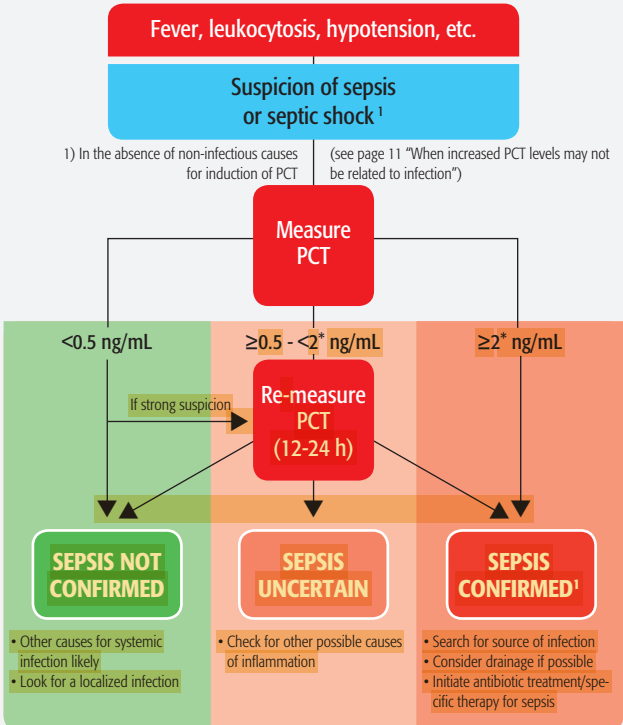 Fever, leukocytosis, hypotension, etc.
Suspicion of sepsis
or septic shock 1
1) In the absence of non-infectious causes
for induction of PCT
(see page 11 “When increased PCT levels may not
be related to infection”)
Measure
PCT
<0.5 ng/mL
≥0.5 - <2* ng/mL
≥2* ng/mL
If strong suspicion
Re-measure
PCT
(12-24 h)
SEPSIS NOT
CONFIRMED
SEPSIS
UNCERTAIN
SEPSIS
CONFIRMED1
• Other causes for systemic
infection likely
• Look for a localized infection
• Check for other possible causes
of inflammation
• Search for source of infection
• Consider drainage if possible
• Initiate antibiotic treatment/spe-
cific therapy for sepsis